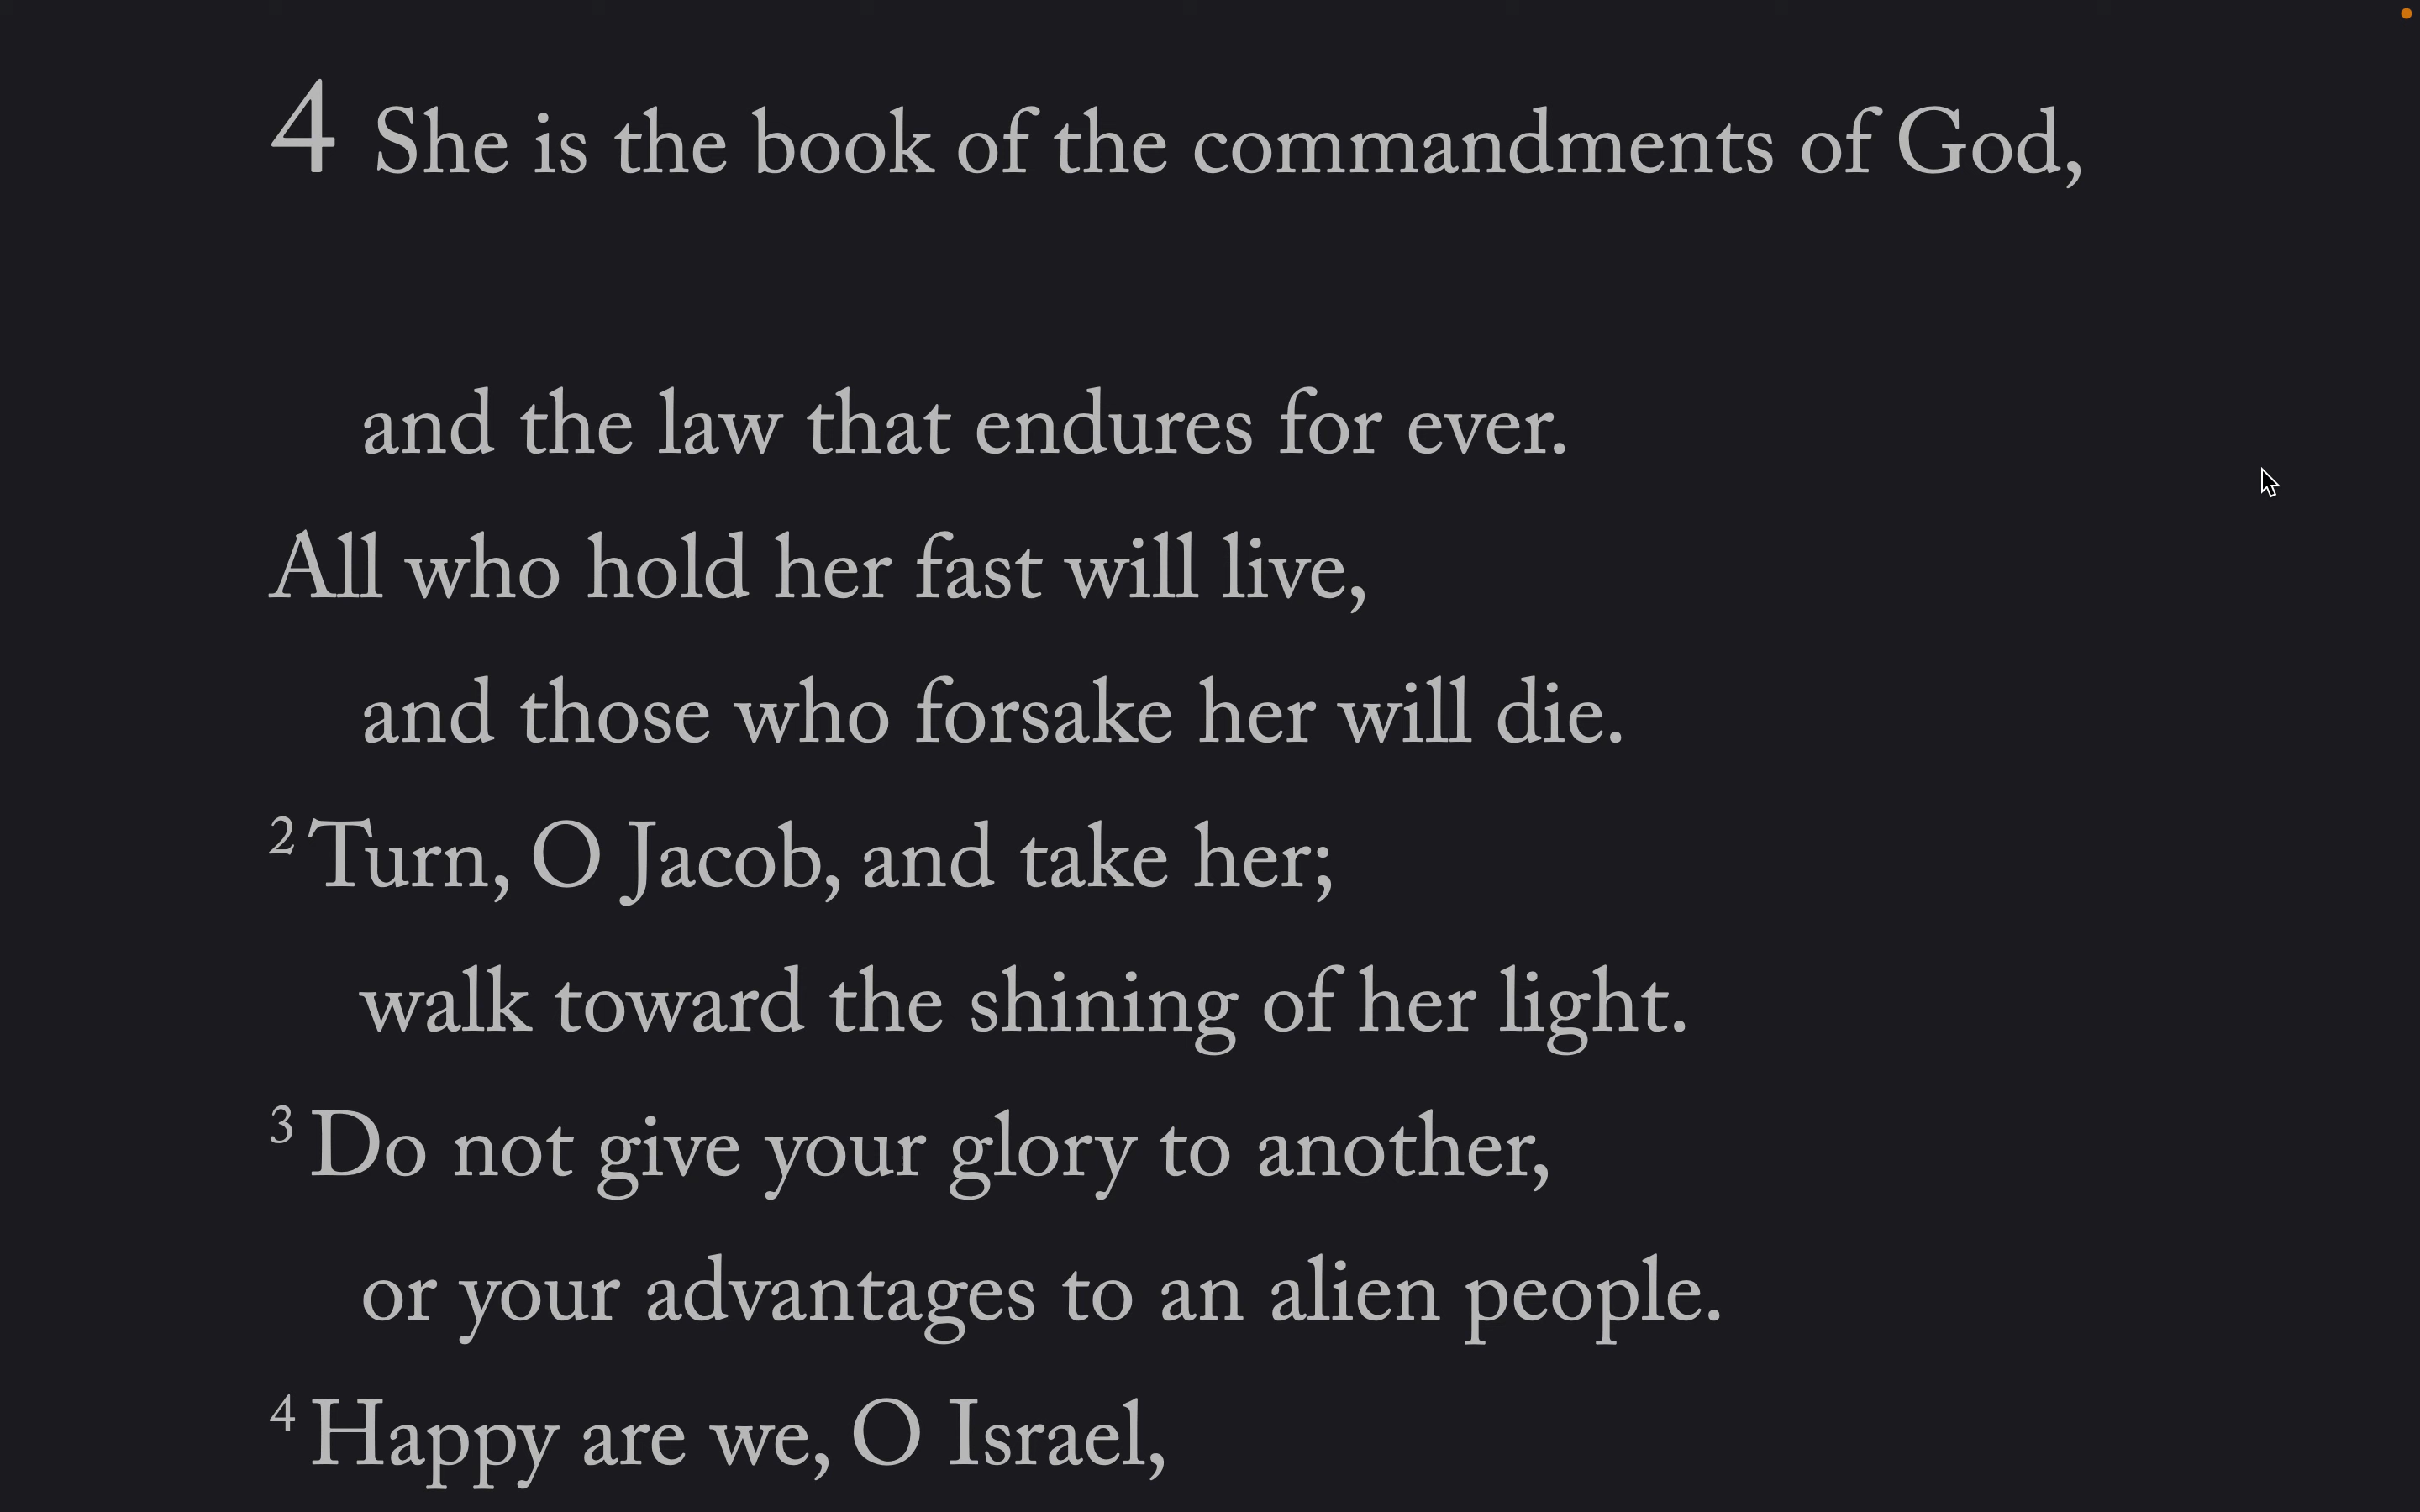 4 She is the book of the commandments of God,
and the law that endures for ever.
All who hold her fast will live,
and those who forsake her will die.
2 Turn, O Jacob, and take her;
walk toward the shining of her light.
3 Do not give your glory to another,
or your advantages to an alien people.
4 Happy are we, O Israel,